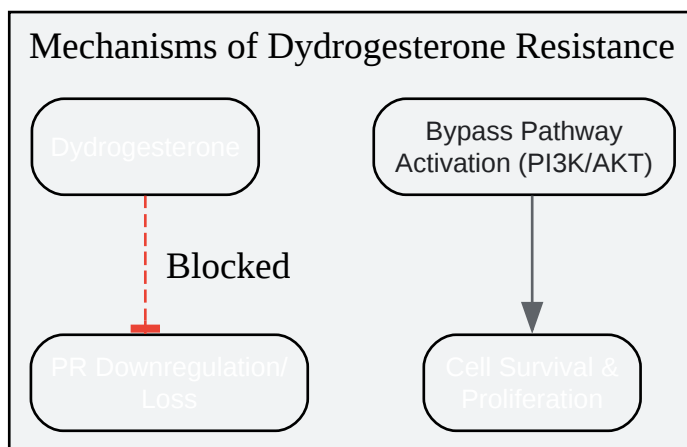 Mechanisms of Dydrogesterone Resistance
Dydrogesterone
Bypass Pathway
Activation (PI3K/AKT)
Blocked
PR Downregulation/
Loss
Cell Survival &
Proliferation